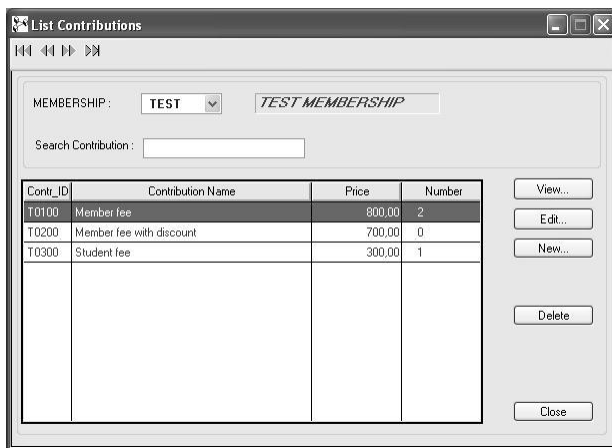 List Contributions
MEMBERSHIP : TEST TEST MEMBERSHIP
Search Contribution :
Contr_ID Contribution Name Price Number
T0100 Member fee 800,00 2
T0200 Member fee with discount 700,00 0
T0300 Student fee 300,00 1
View...
Edit...
New...
Delete
Close